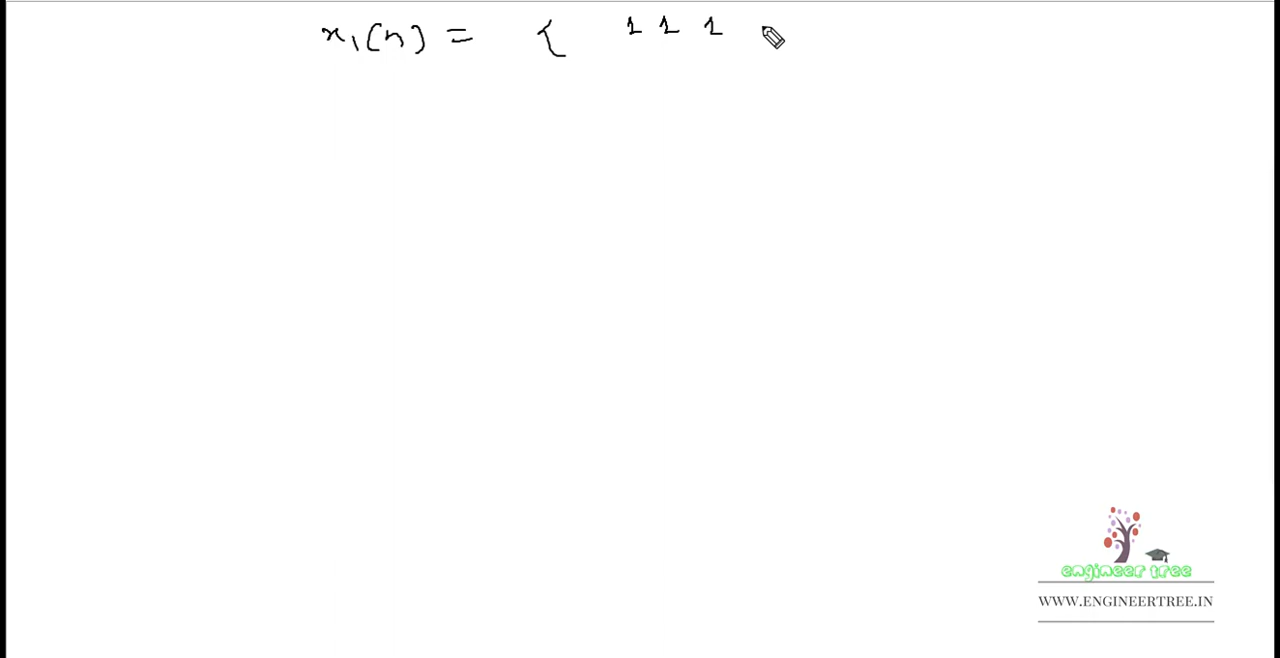 x₁(n) = { 1 1 1
engineer tree
WWW.ENGINEERTREE.IN